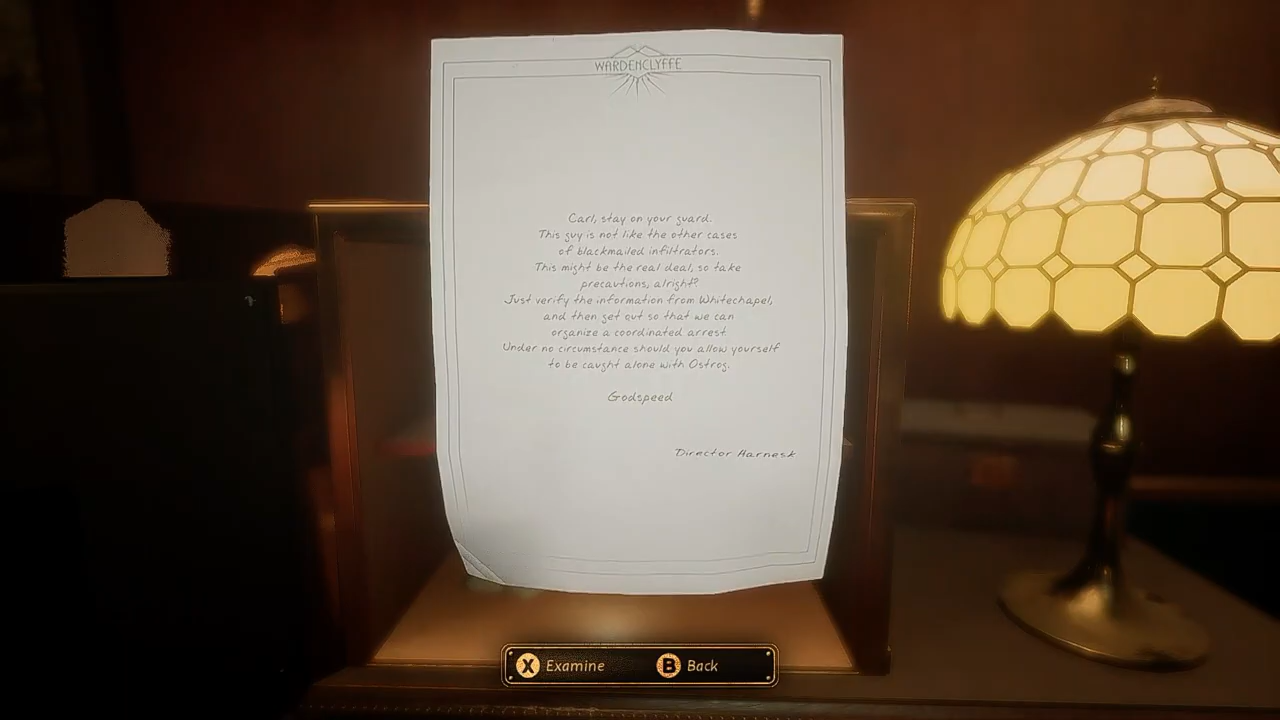 WARDENCLYFFE
Carl, stay on your guard.
This guy is not like the other cases
of blackmailed infiltrators.
This might be the real deal, so take
precautions, alright?
Just verify the information from Whitechapel,
and then get out so that we can
organize a coordinated arrest.
Under no circumstance should you allow yourself
to be caught alone with Ostrog.
Godspeed
Director Harnesk
X Examine B Back